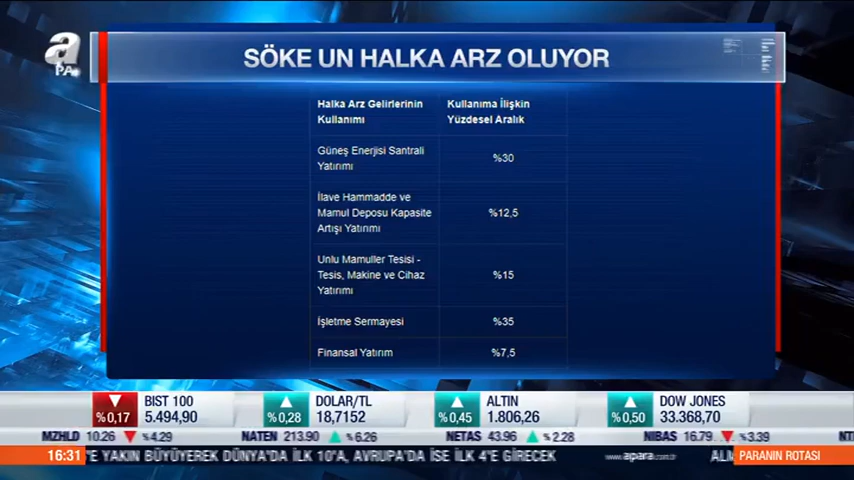 a
PA
SÖKE UN HALKA ARZ OLUYOR
Halka Arz Gelirlerinin
Kullanımı
Kullanıma İlişkin
Yüzdesel Aralık
Güneş Enerjisi Santrali
Yatırımı
%30
İlave Hammadde ve
Mamul Deposu Kapasite
Artışı Yatırımı
%12,5
Unlu Mamuller Tesisi -
Tesis, Makine ve Cihaz
Yatırımı
%15
İşletme Sermayesi
%35
Finansal Yatırım
%7,5
%0,17
BIST 100
5.494,90
%0,28
DOLAR/TL
18,7152
%0,45
ALTIN
1.806,26
%0,50
DOW JONES
33.368,70
MZHLD 10.26 %4.29 NATEN 213.90 %6.26 NETAS 43.96 %2.28 NIBAS 16.79 %3.39 NT
16:31 'E YAKIN BÜYÜYEREK DÜNYA'DA İLK 10'A, AVRUPA'DA İSE İLK 4'E GİRECEK www.apara.com.tr ALM PARANIN ROTASI